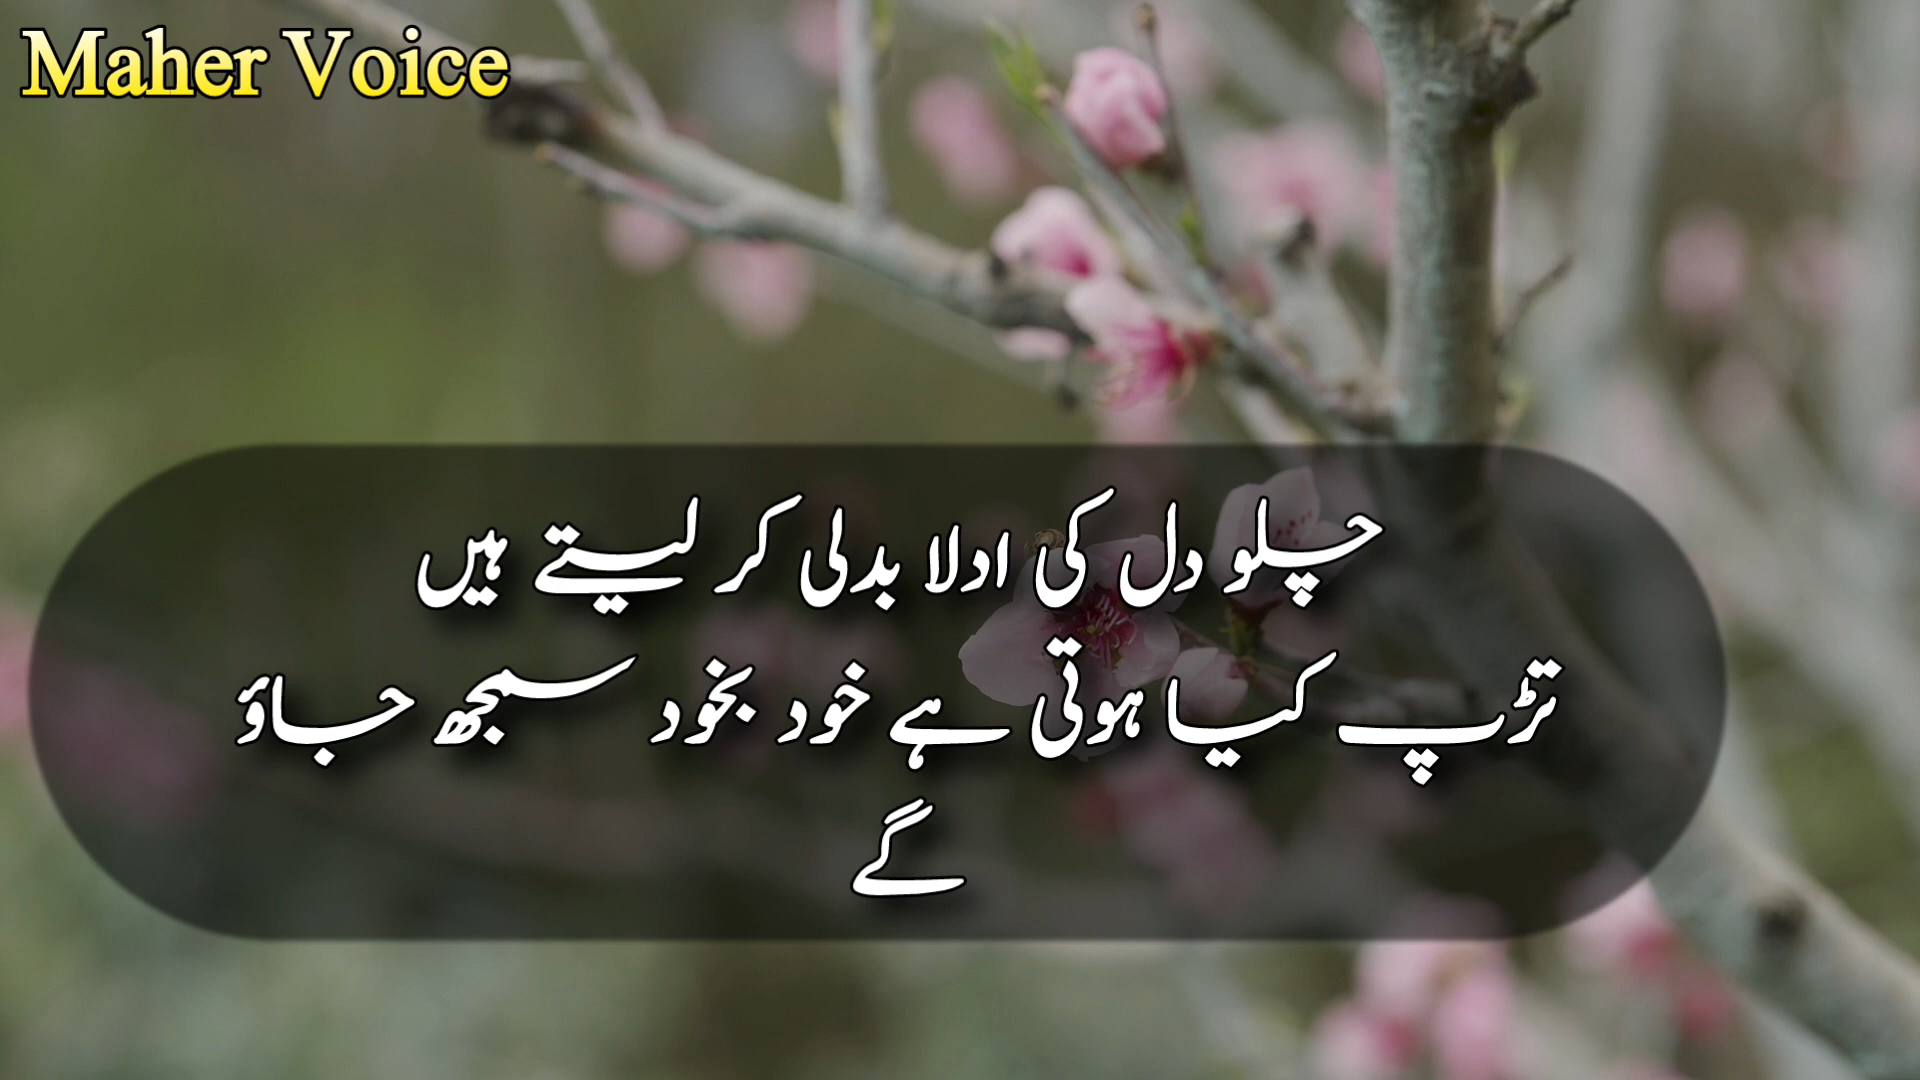 Maher Voice
چلو دل کی ادلا بدلی کر لیتے ہیں
تڑپ کیا ہوتی ہے خود بخود سمجھ جاؤ
گے